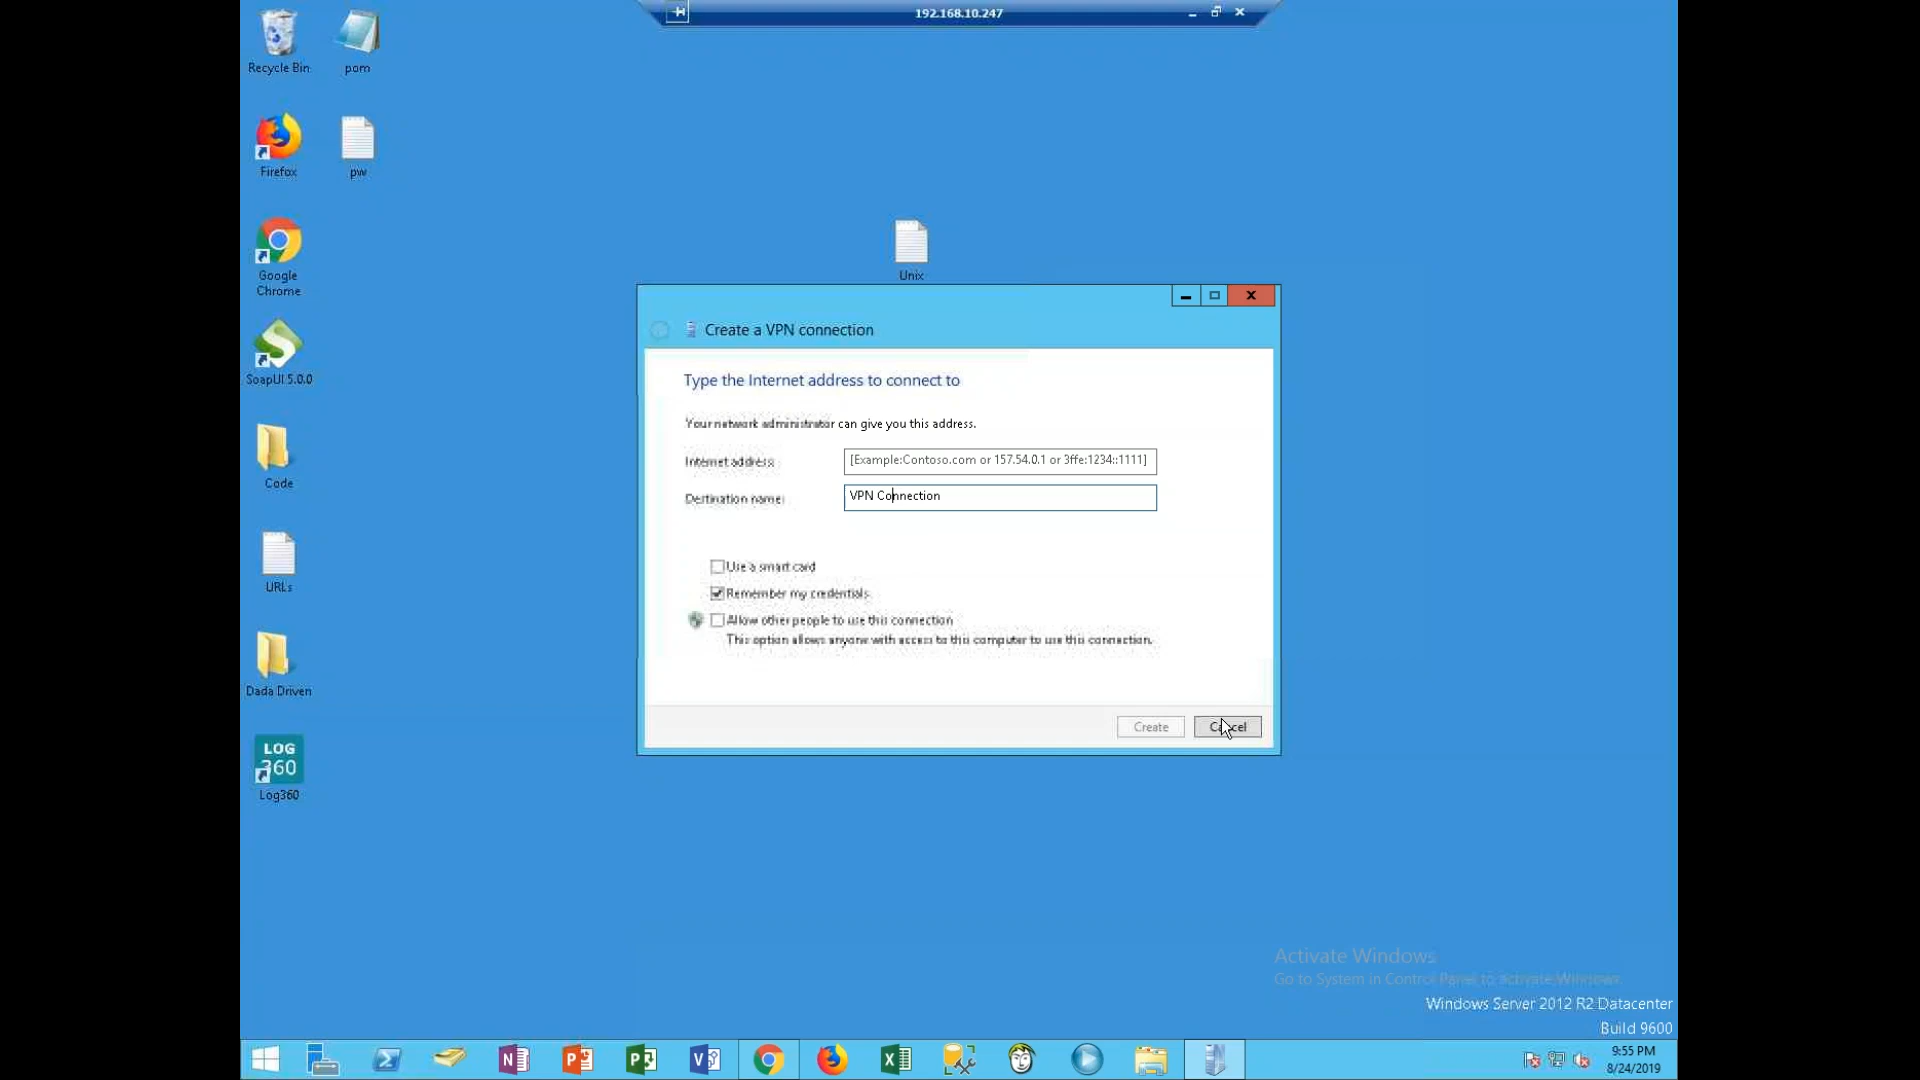 192.168.10.247
Recycle Bin
pom
Firefox
pw
Google
Chrome
Unix
SoapUI 5.0.0
Code
URLs
Dada Driven
LOG
360
Log360
Create a VPN connection
Type the Internet address to connect to
Your network administrator can give you this address.
Internet address:
[Example:Contoso.com or 157.54.0.1 or 3ffe:1234::1111]
Destination name:
VPN Connection
Use a smart card
Remember my credentials
Allow other people to use this connection
This option allows anyone with access to this computer to use this connection.
Create
Cancel
Activate Windows
Go to System in Control Panel to activate Windows.
Windows Server 2012 R2 Datacenter
Build 9600
9:55 PM
8/24/2019